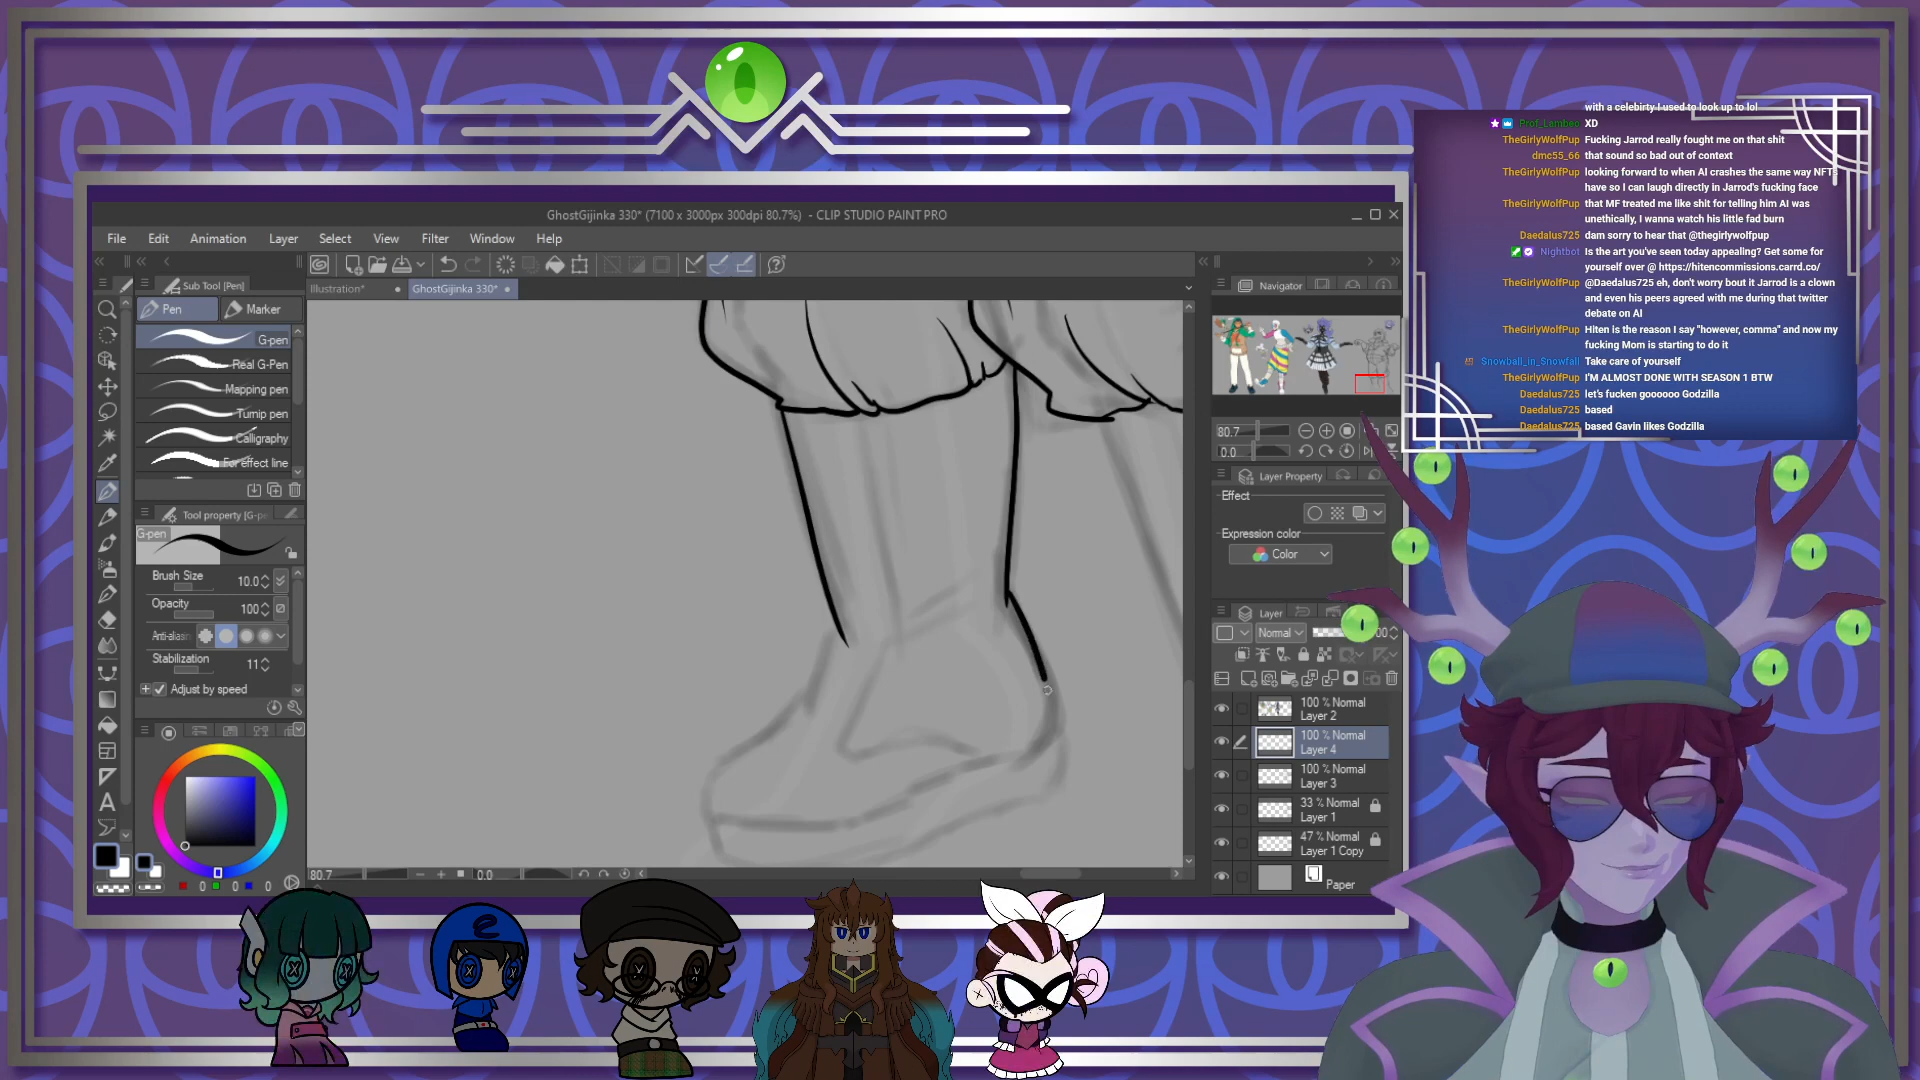 with a celebirty I used to look up to lol
Prof_Lambeo XD
TheGirlyWolfPup Fucking Jarrod really fought me on that shit
dmc55_66 that sound so bad out of context
TheGirlyWolfPup looking forward to when AI crashes the same way NFTs
have so I can laugh directly in Jarrod's fucking face
TheGirlyWolfPup that MF treated me like shit for telling him AI was
unethically, I wanna watch his little fad burn
Daedalus725 dam sorry to hear that @thegirlywolfpup
Nightbot Is the art you've seen today appealing? Get some for
yourself over @ https://hitencommissions.carrd.co/
TheGirlyWolfPup @Daedalus725 eh, don't worry bout it Jarrod is a clown
and even his peers agreed with me during that twitter
debate on AI
TheGirlyWolfPup Hiten is the reason I say "however, comma" and now my
fucking Mom is starting to do it
Snowball_in_Snowfall Take care of yourself
TheGirlyWolfPup I'M ALMOST DONE WITH SEASON 1 BTW
Daedalus725 let's fucken goooooo Godzilla
Daedalus725 based
Daedalus725 based Gavin likes Godzilla
GhostGijinka 330* (7100 x 3000px 300dpi 80.7%) - CLIP STUDIO PAINT PRO
File Edit Animation Layer Select View Filter Window Help
Sub Tool [Pen]
Illustration* GhostGijinka 330*
Pen Marker
G-pen
Real G-Pen
Mapping pen
Turnip pen
Calligraphy
For effect line
Tool property [G-pe
G-pen
Brush Size 10.0
Opacity 100
Anti-aliasin
Stabilization 11
Adjust by speed
0 0 0
80.7 0.0
Navigator
80.7
0.0
Layer Property
Effect
Expression color
Color
Layer
Normal
100 % Normal
Layer 2
100 % Normal
Layer 4
100 % Normal
Layer 3
33 % Normal
Layer 1
47 % Normal
Layer 1 Copy
Paper